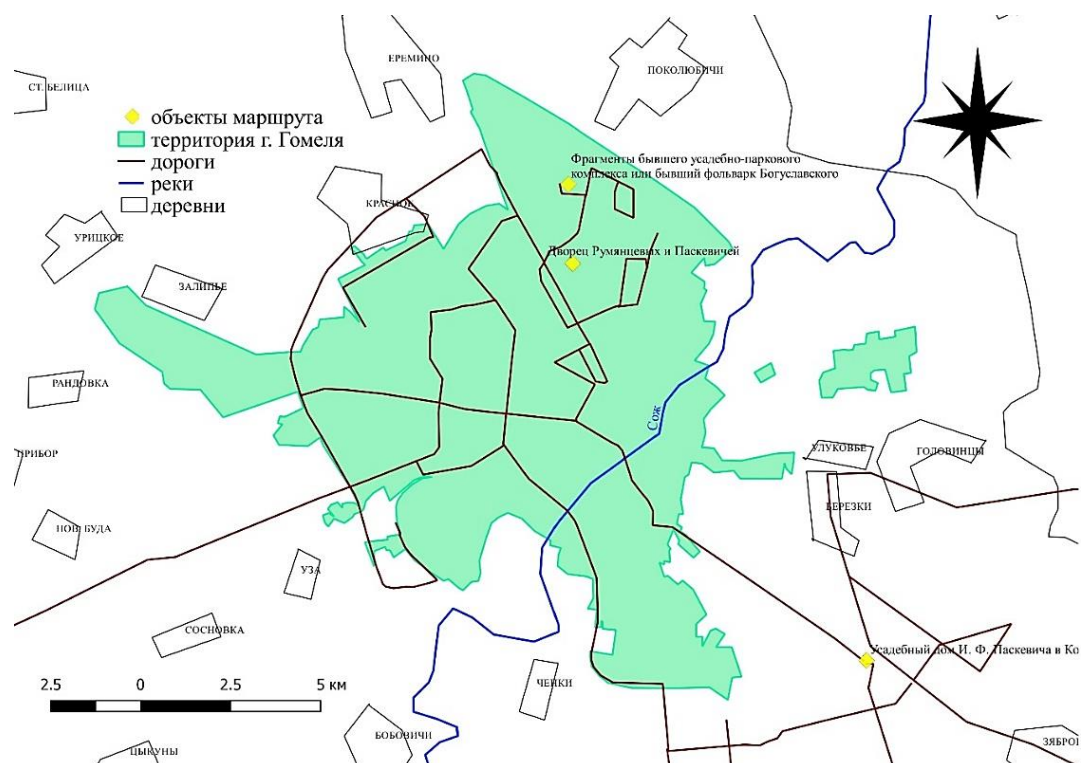 ЕРЕМИНО
ПОКОЛЮБИЧИ
СТ. БЕЛИЦА
объекты маршрута
территория г. Гомеля
дороги
реки
деревни
Фрагменты бывшего усадебно-паркового
комплекса или бывший фольварк Богуславского
КРАСНОЕ
УРИЦКОЕ
Дворец Румянцевых и Паскевичей
ЗАЛИПЬЕ
РАНДОВКА
Сож
ПРИБОР
УЛУКОВЬЕ
ГОЛОВИНЦЫ
БЕРЕЗКИ
НОВ. БУДА
УЗА
СОСНОВКА
Усадебный дом И. Ф. Паскевича в Ко
2.5 0 2.5 5 км
ЧЕНКИ
БОБОВИЧИ
ЦЫКУНЫ
ЗЯБРОВ